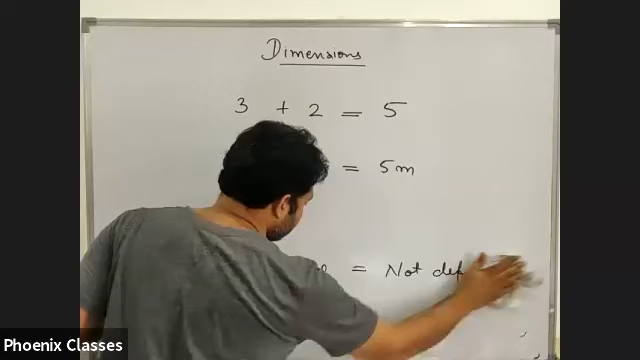 Dimensions
3 + 2 = 5
= 5m
= Not def
Phoenix Classes